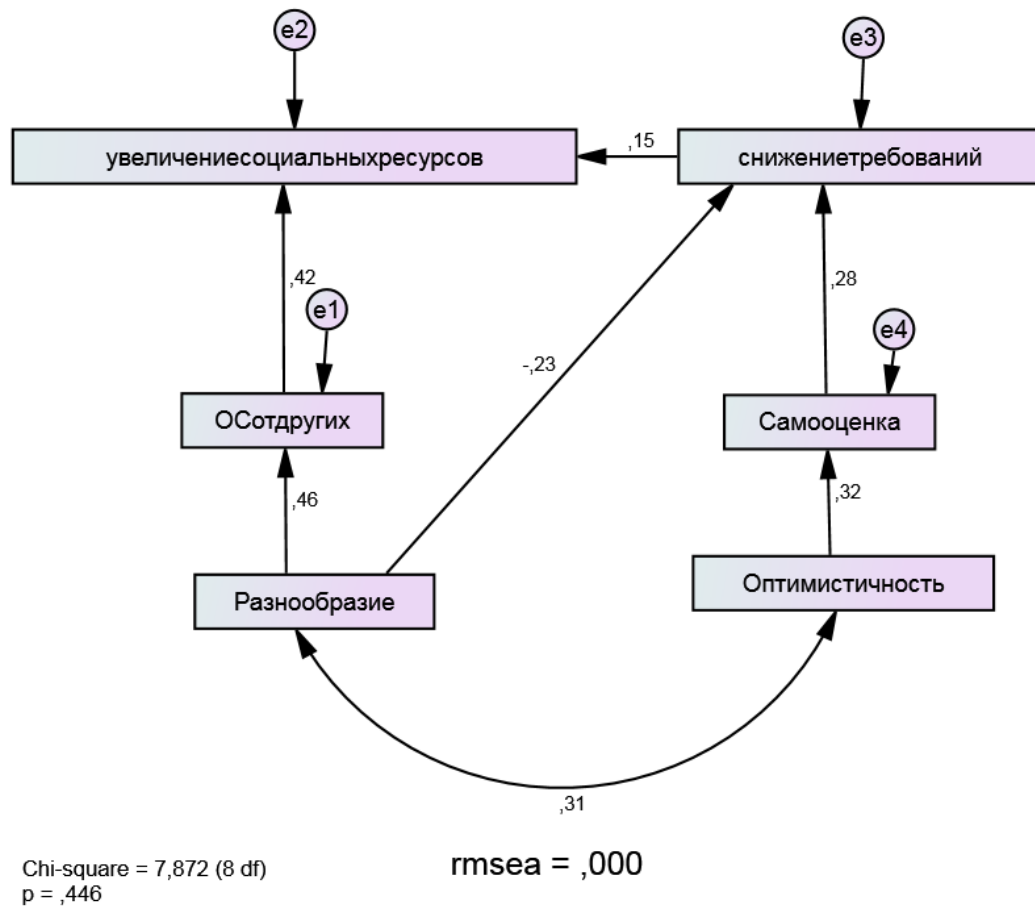 e2
e3
увеличениесоциальныхресурсов
,15
снижениетребований
,42
e1
,28
e4
-,23
ОСотдругих
Самооценка
,46
,32
Разнообразие
Оптимистичность
,31
Chi-square = 7,872 (8 df)
p = ,446
rmsea = ,000